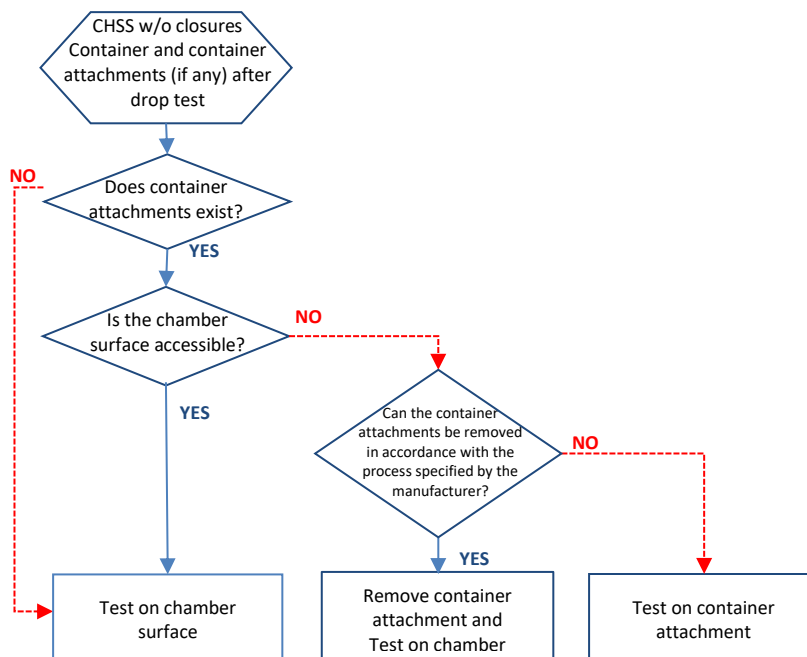 CHSS w/o closures
Container and container
attachments (if any) after
drop test
NO
Does container
attachments exist?
YES
Is the chamber
surface accessible?
NO
YES
Can the container
attachments be removed
in accordance with the
process specified by the
manufacturer?
NO
YES
Test on chamber
surface
Remove container
attachment and
Test on chamber
Test on container
attachment